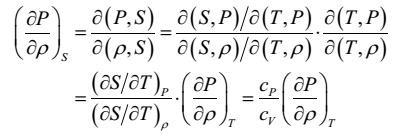 (∂P/∂ρ)_S = ∂(P,S)/∂(ρ,S) = [∂(S,P)/∂(T,P)]/[∂(S,ρ)/∂(T,ρ)] · ∂(T,P)/∂(T,ρ)
= (∂S/∂T)_P/(∂S/∂T)_ρ · (∂P/∂ρ)_T = c_P/c_V (∂P/∂ρ)_T